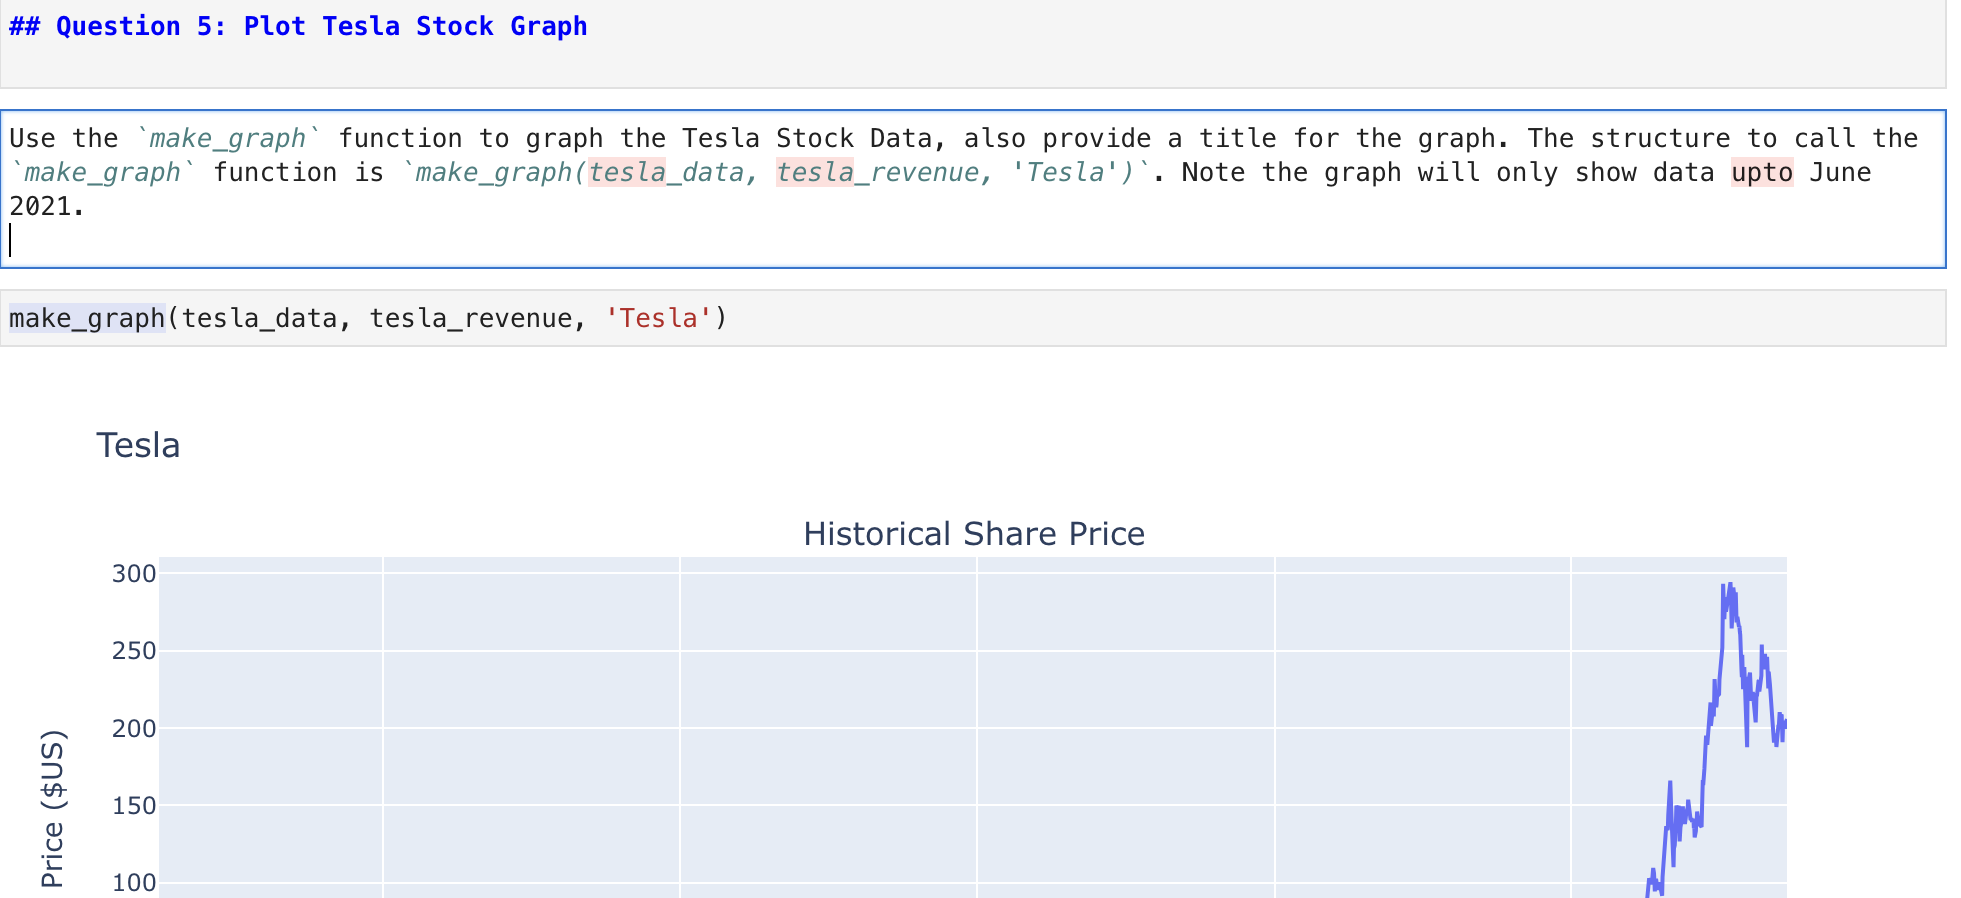 ## Question 5: Plot Tesla Stock Graph
Use the `make_graph` function to graph the Tesla Stock Data, also provide a title for the graph. The structure to call the
`make_graph` function is `make_graph(tesla_data, tesla_revenue, 'Tesla')`. Note the graph will only show data upto June
2021.
make_graph(tesla_data, tesla_revenue, 'Tesla')
Tesla
Historical Share Price
300
250
200
150
100
Price ($US)